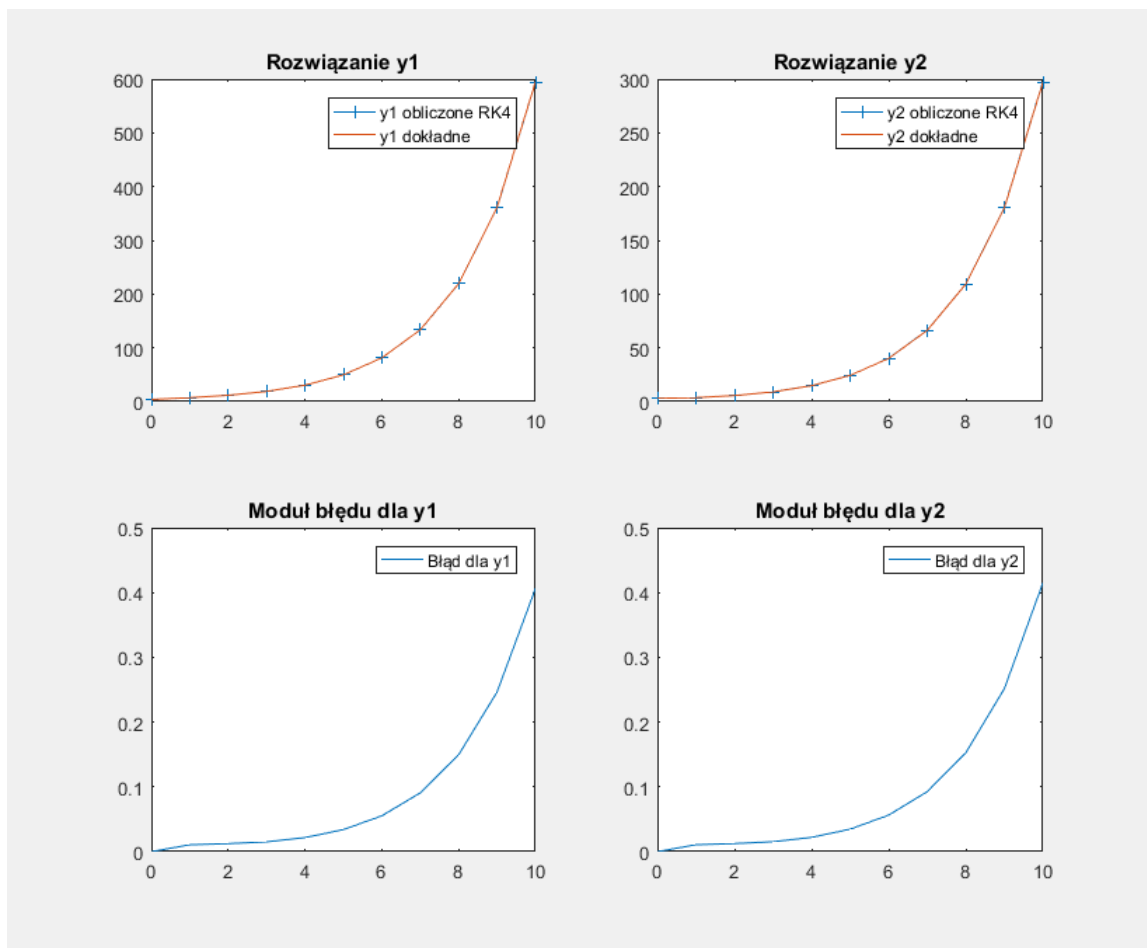 Rozwiązanie y1
600
500
400
300
200
100
0
0 2 4 6 8 10
y1 obliczone RK4
y1 dokładne
Rozwiązanie y2
300
250
200
150
100
50
0
0 2 4 6 8 10
y2 obliczone RK4
y2 dokładne
Moduł błędu dla y1
0.5
0.4
0.3
0.2
0.1
0
0 2 4 6 8 10
Błąd dla y1
Moduł błędu dla y2
0.5
0.4
0.3
0.2
0.1
0
0 2 4 6 8 10
Błąd dla y2